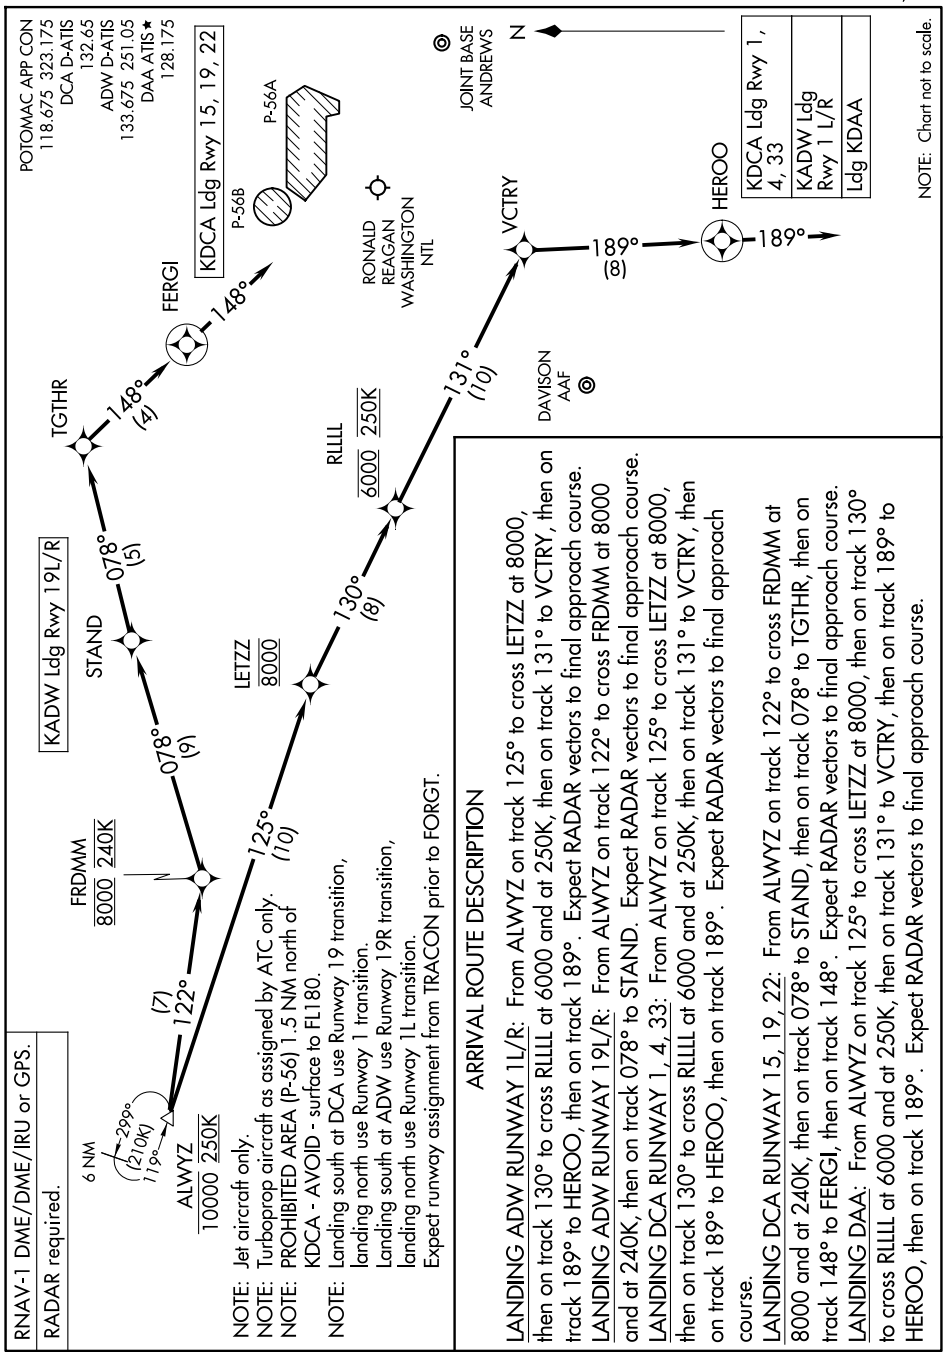 RNAV-1 DME/DME/IRU or GPS.
RADAR required.
POTOMAC APP CON
118.675 323.175
DCA D-ATIS
132.65
ADW D-ATIS
133.675 251.05
DAA ATIS★
128.175
KDCA Ldg Rwy 15, 19, 22
KADW Ldg Rwy 19L/R
TGTHR
148°
(4)
FERGI
148°
P-56B
P-56A
078°
(5)
STAND
078°
(9)
FRDMM
8000 240K
(7)
122°
6 NM
299°
(210K)
119°
ALWYZ
10000 250K
125°
(10)
LETZZ
8000
130°
(8)
RLLLL
6000 250K
131°
(10)
VCTRY
189°
(8)
HEROO
189°
RONALD
REAGAN
WASHINGTON
NTL
JOINT BASE
ANDREWS
DAVISON
AAF
N
KDCA Ldg Rwy 1,
4, 33
KADW Ldg
Rwy 1 L/R
Ldg KDAA
NOTE: Chart not to scale.
NOTE: Jet aircraft only.
NOTE: Turboprop aircraft as assigned by ATC only.
NOTE: PROHIBITED AREA (P-56) 1.5 NM north of
KDCA - AVOID - surface to FL180.
NOTE: Landing south at DCA use Runway 19 transition,
landing north use Runway 1 transition.
Landing south at ADW use Runway 19R transition,
landing north use Runway 1L transition.
Expect runway assignment from TRACON prior to FORGT.
ARRIVAL ROUTE DESCRIPTION
LANDING ADW RUNWAY 1L/R: From ALWYZ on track 125° to cross LETZZ at 8000,
then on track 130° to cross RLLLL at 6000 and at 250K, then on track 131° to VCTRY, then on
track 189° to HEROO, then on track 189°. Expect RADAR vectors to final approach course.
LANDING ADW RUNWAY 19L/R: From ALWYZ on track 122° to cross FRDMM at 8000
and at 240K, then on track 078° to STAND. Expect RADAR vectors to final approach course.
LANDING DCA RUNWAY 1, 4, 33: From ALWYZ on track 125° to cross LETZZ at 8000,
then on track 130° to cross RLLLL at 6000 and at 250K, then on track 131° to VCTRY, then
on track 189° to HEROO, then on track 189°. Expect RADAR vectors to final approach
course.
LANDING DCA RUNWAY 15, 19, 22: From ALWYZ on track 122° to cross FRDMM at
8000 and at 240K, then on track 078° to STAND, then on track 078° to TGTHR, then on
track 148° to FERGI, then on track 148°. Expect RADAR vectors to final approach course.
LANDING DAA: From ALWYZ on track 125° to cross LETZZ at 8000, then on track 130°
to cross RLLLL at 6000 and at 250K, then on track 131° to VCTRY, then on track 189° to
HEROO, then on track 189°. Expect RADAR vectors to final approach course.